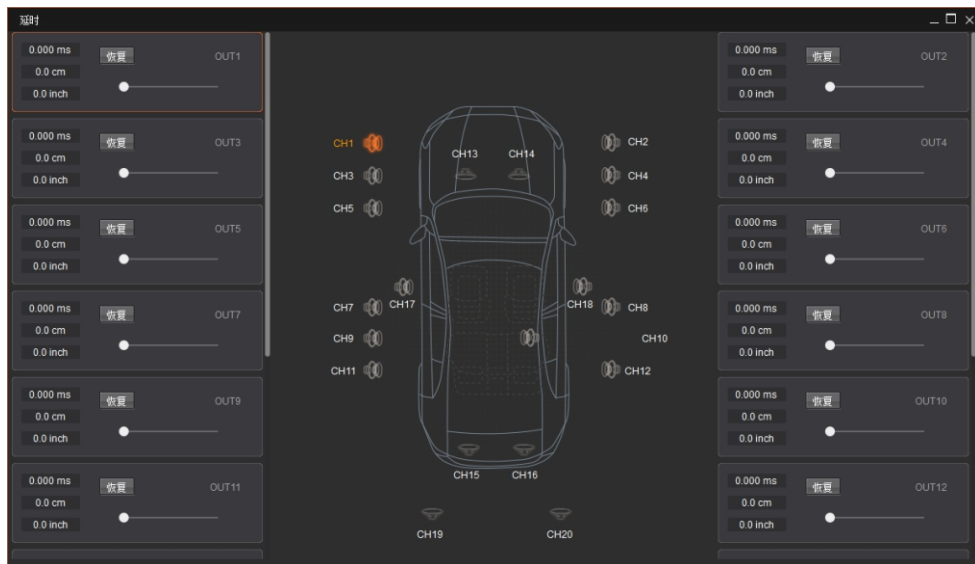 延时
0.000 ms
恢复
OUT1
0.0 cm
0.0 inch
0.000 ms
恢复
OUT3
0.0 cm
0.0 inch
0.000 ms
恢复
OUT5
0.0 cm
0.0 inch
0.000 ms
恢复
OUT7
0.0 cm
0.0 inch
0.000 ms
恢复
OUT9
0.0 cm
0.0 inch
0.000 ms
恢复
OUT11
0.0 cm
0.0 inch
CH1
CH13
CH14
CH2
CH3
CH4
CH5
CH6
CH17
CH18
CH7
CH8
CH9
CH10
CH11
CH12
CH15
CH16
CH19
CH20
0.000 ms
恢复
OUT2
0.0 cm
0.0 inch
0.000 ms
恢复
OUT4
0.0 cm
0.0 inch
0.000 ms
恢复
OUT6
0.0 cm
0.0 inch
0.000 ms
恢复
OUT8
0.0 cm
0.0 inch
0.000 ms
恢复
OUT10
0.0 cm
0.0 inch
0.000 ms
恢复
OUT12
0.0 cm
0.0 inch